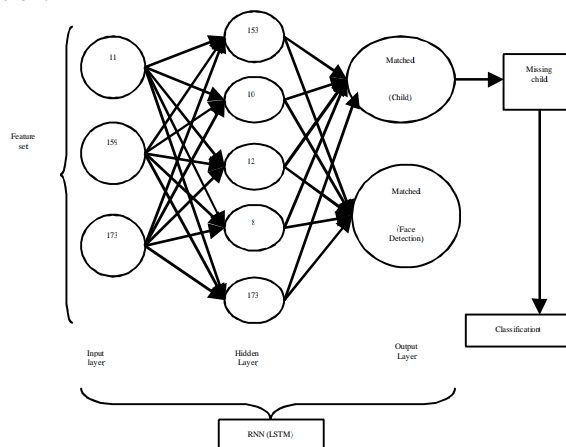 153
11
Matched
Missing
child
10
(Child)
Feature
set
159
12
Matched
173
8
(Face
Detection)
173
Classification
Input
layer
Hidden
Layer
Output
Layer
RNN (LSTM)